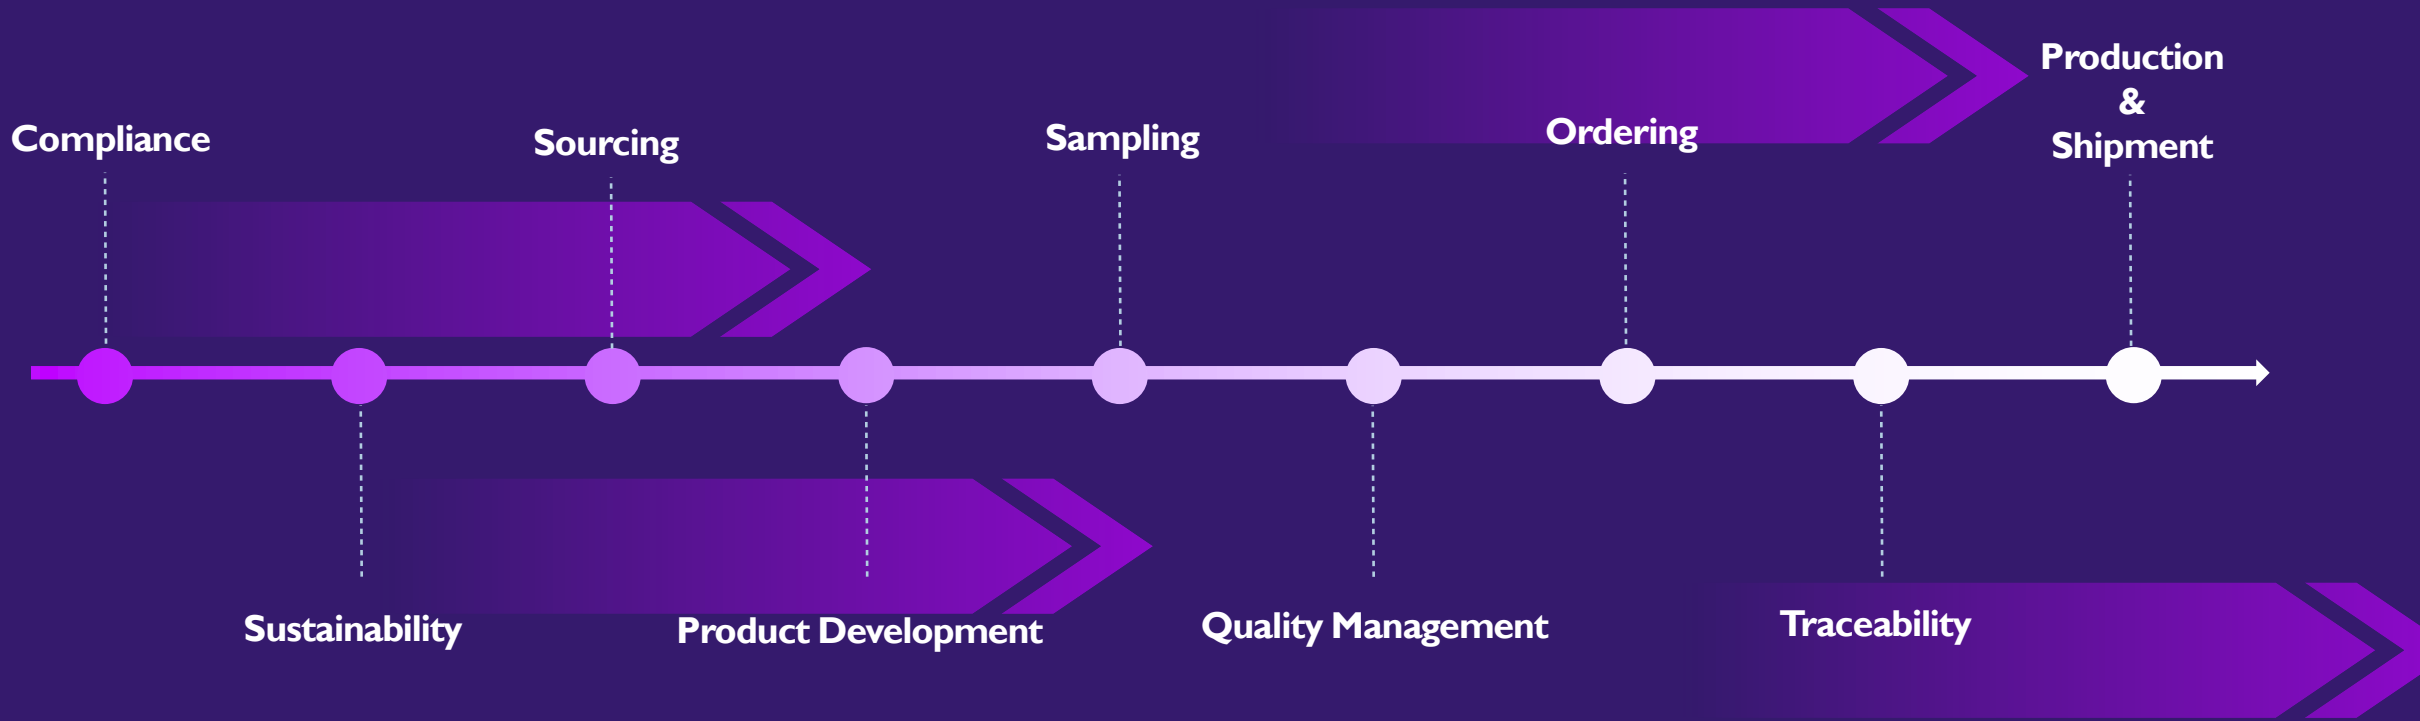 Compliance
Sustainability
Sourcing
Product Development
Sampling
Quality Management
Ordering
Traceability
Production
&
Shipment